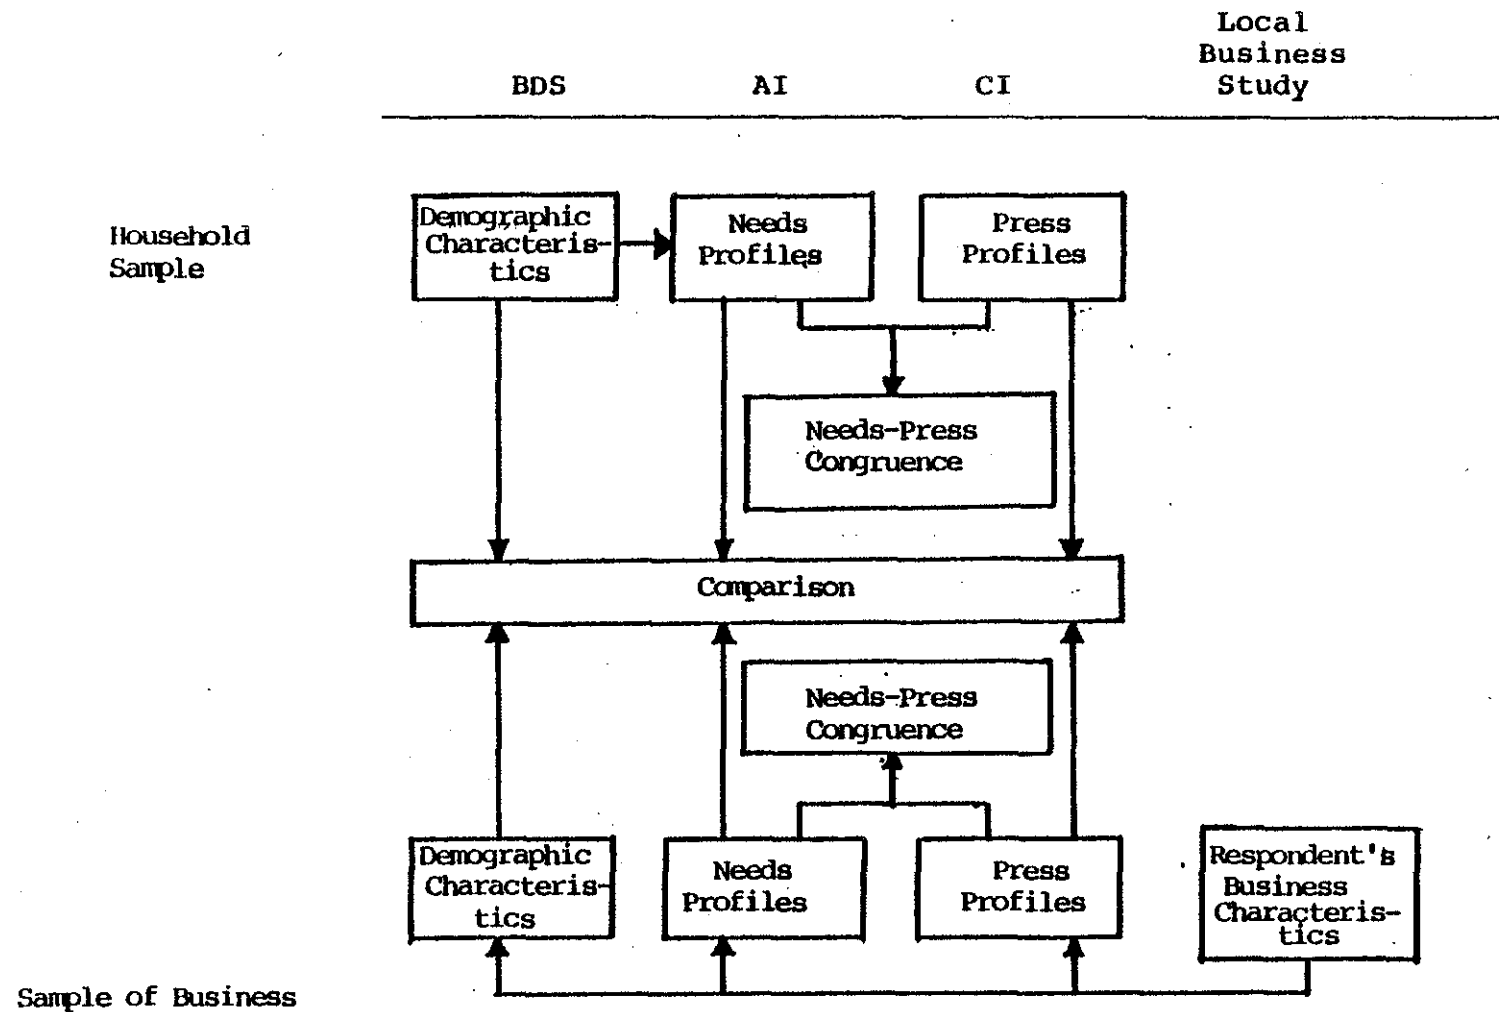 Local
Business
Study
BDS AI CI
Household
Sample
Demographic
Characteris-
tics
Needs
Profiles
Press
Profiles
Needs-Press
Congruence
Comparison
Needs-Press
Congruence
Demographic
Characteris-
tics
Needs
Profiles
Press
Profiles
Respondent's
Business
Characteris-
tics
Sample of Business